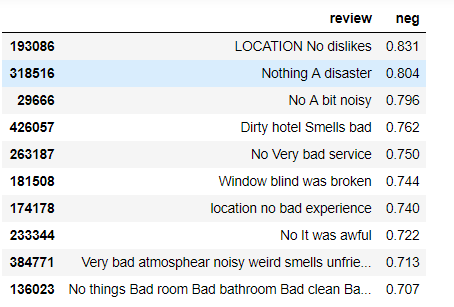 review neg
193086 LOCATION No dislikes 0.831
318516 Nothing A disaster 0.804
29666 No A bit noisy 0.796
426057 Dirty hotel Smells bad 0.762
263187 No Very bad service 0.750
181508 Window blind was broken 0.744
174178 location no bad experience 0.740
233344 No It was awful 0.722
384771 Very bad atmosphear noisy weird smells unfrie... 0.713
136023 No things Bad room Bad bathroom Bad clean Ba... 0.707